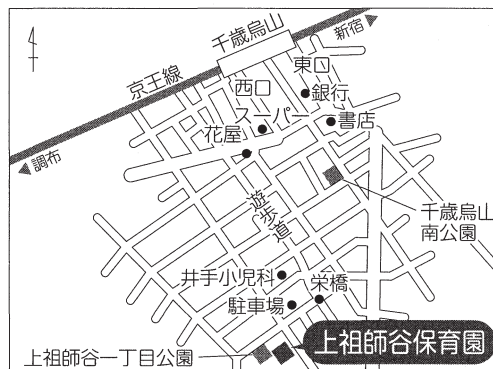 千歳烏山
新宿
京王線
東口
西口
銀行
スーパー
書店
花屋
調布
遊歩道
千歳烏山
南公園
井手小児科
栄橋
駐車場
上祖師谷保育園
上祖師谷一丁目公園